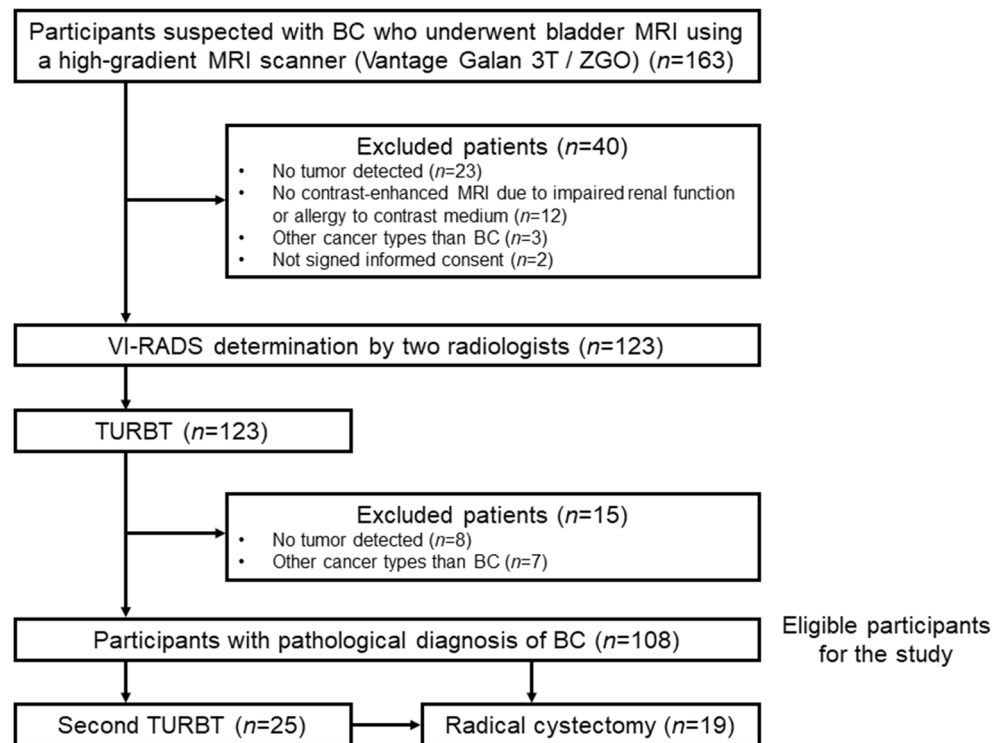 Participants suspected with BC who underwent bladder MRI using
a high-gradient MRI scanner (Vantage Galan 3T / ZGO) (n=163)
Excluded patients (n=40)
• No tumor detected (n=23)
• No contrast-enhanced MRI due to impaired renal function
or allergy to contrast medium (n=12)
• Other cancer types than BC (n=3)
• Not signed informed consent (n=2)
VI-RADS determination by two radiologists (n=123)
TURBT (n=123)
Excluded patients (n=15)
• No tumor detected (n=8)
• Other cancer types than BC (n=7)
Participants with pathological diagnosis of BC (n=108)
Eligible participants
for the study
Second TURBT (n=25)
Radical cystectomy (n=19)